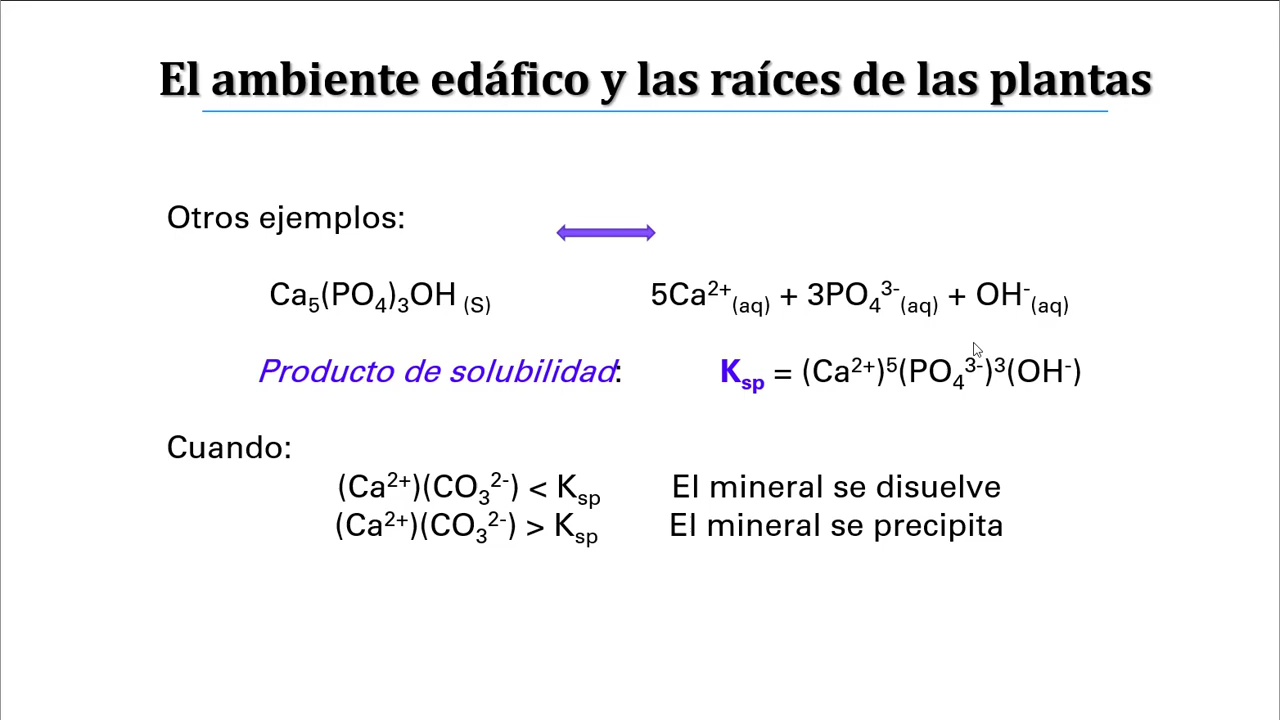 El ambiente edáfico y las raíces de las plantas
Otros ejemplos:
Ca₅(PO₄)₃OH (S) 5Ca²⁺(aq) + 3PO₄³⁻(aq) + OH⁻(aq)
Producto de solubilidad: Ksp = (Ca²⁺)⁵(PO₄³⁻)³(OH⁻)
Cuando:
(Ca²⁺)(CO₃²⁻) < Ksp El mineral se disuelve
(Ca²⁺)(CO₃²⁻) > Ksp El mineral se precipita